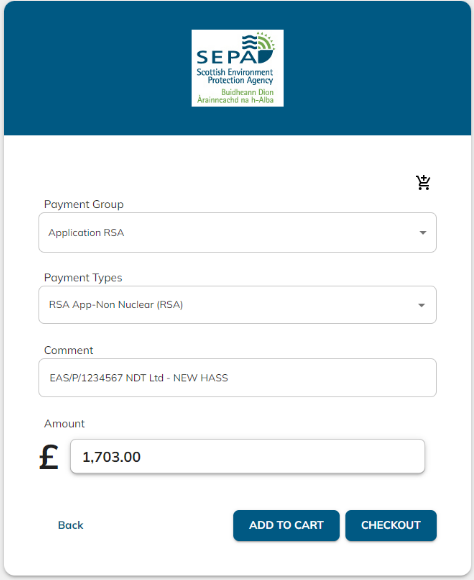 SEPA
Scottish Environment
Protection Agency
Buidheann Dìon
Àrainneachd na h-Alba
Payment Group
Application RSA
Payment Types
RSA App-Non Nuclear (RSA)
Comment
EAS/P/1234567 NDT Ltd - NEW HASS
Amount
£ 1,703.00
Back ADD TO CART CHECKOUT